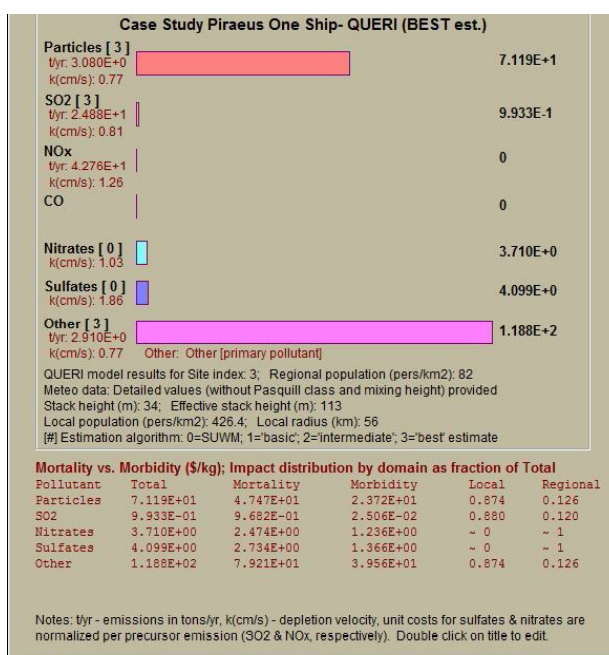 Case Study Piraeus One Ship- QUERI (BEST est.)
Particles [ 3 ]
t/yr: 3.080E+0
k(cm/s): 0.77
7.119E+1
SO2 [ 3 ]
t/yr: 2.488E+1
k(cm/s): 0.81
9.933E-1
NOx
t/yr: 4.276E+1
k(cm/s): 1.26
0
CO
0
Nitrates [ 0 ]
k(cm/s): 1.03
3.710E+0
Sulfates [ 0 ]
k(cm/s): 1.86
4.099E+0
Other [ 3 ]
t/yr: 2.910E+0
k(cm/s): 0.77 Other: Other [primary pollutant]
1.188E+2
QUERI model results for Site index: 3; Regional population (pers/km2): 82
Meteo data: Detailed values (without Pasquill class and mixing height) provided
Stack height (m): 34; Effective stack height (m): 113
Local population (pers/km2): 426.4; Local radius (km): 56
[#] Estimation algorithm: 0=SUWM; 1='basic'; 2='intermediate'; 3='best' estimate
Mortality vs. Morbidity ($/kg); Impact distribution by domain as fraction of Total
Pollutant Total Mortality Morbidity Local Regional
Particles 7.119E+01 4.747E+01 2.372E+01 0.874 0.126
SO2 9.933E-01 9.682E-01 2.506E-02 0.880 0.120
Nitrates 3.710E+00 2.474E+00 1.236E+00 ~ 0 ~ 1
Sulfates 4.099E+00 2.734E+00 1.366E+00 ~ 0 ~ 1
Other 1.188E+02 7.921E+01 3.956E+01 0.874 0.126
Notes: t/yr - emissions in tons/yr, k(cm/s) - depletion velocity, unit costs for sulfates & nitrates are
normalized per precursor emission (SO2 & NOx, respectively). Double click on title to edit.